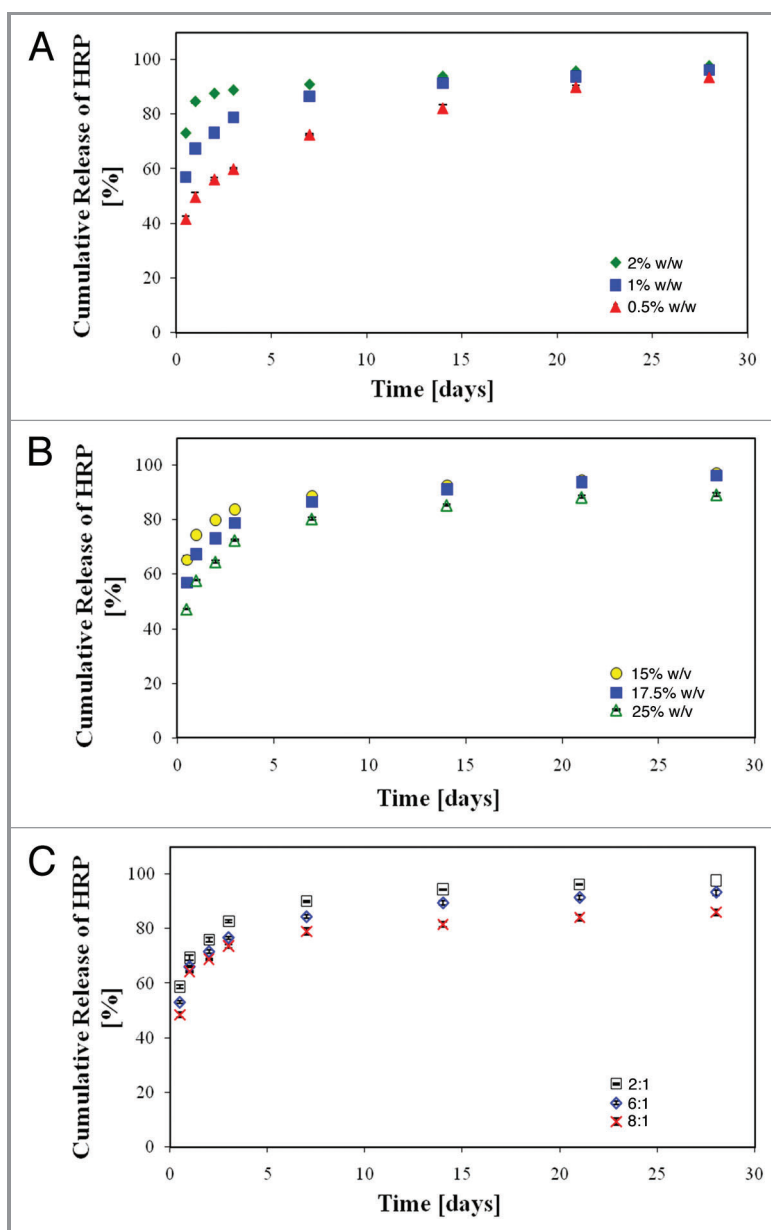 A
Cumulative Release of HRP
[%]
100
80
60
40
20
0
2% w/w
1% w/w
0.5% w/w
0 5 10 15 20 25 30
Time [days]
B
Cumulative Release of HRP
[%]
100
80
60
40
20
0
15% w/v
17.5% w/v
25% w/v
0 5 10 15 20 25 30
Time [days]
C
Cumulative Release of HRP
[%]
100
80
60
40
20
0
2:1
6:1
8:1
0 5 10 15 20 25 30
Time [days]